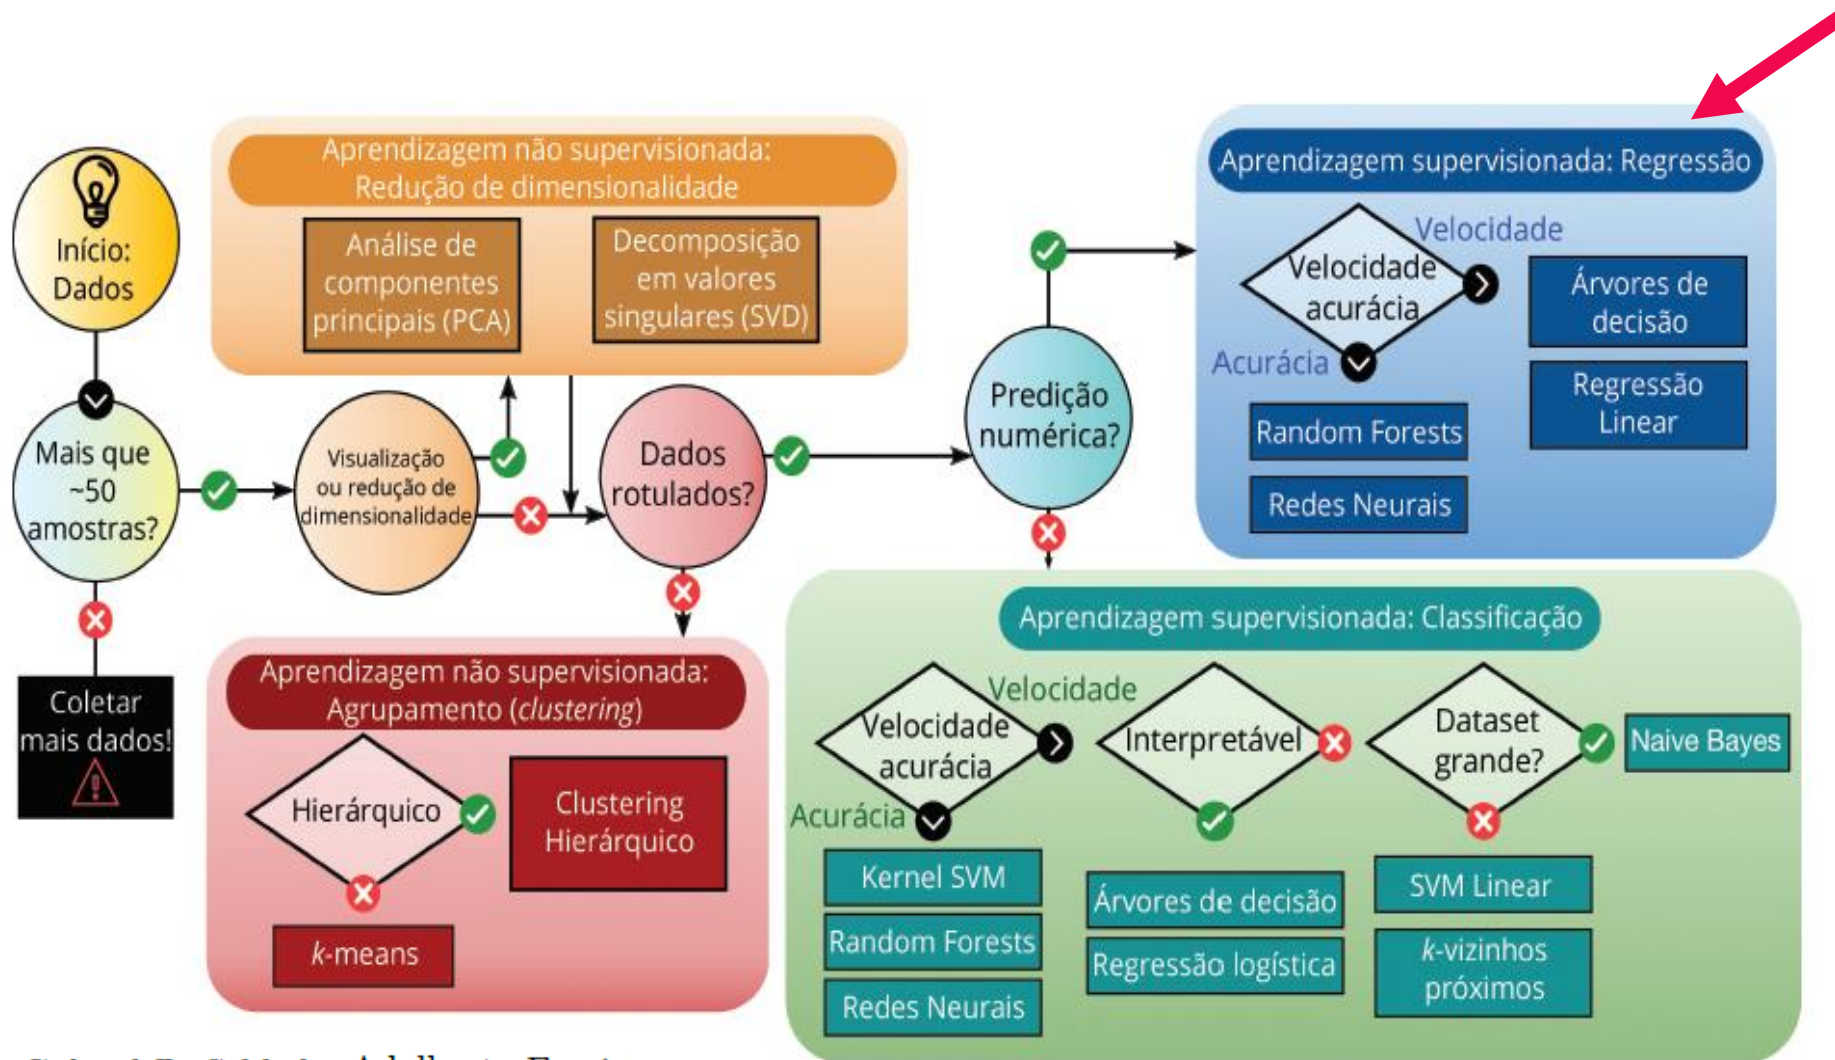 Início:
Dados
Mais que
~50
amostras?
Coletar
mais dados!
Aprendizagem não supervisionada:
Redução de dimensionalidade
Análise de
componentes
principais (PCA)
Decomposição
em valores
singulares (SVD)
Visualização
ou redução de
dimensionalidade
Dados
rotulados?
Aprendizagem não supervisionada:
Agrupamento (clustering)
Hierárquico
Clustering
Hierárquico
k-means
Predição
numérica?
Aprendizagem supervisionada: Regressão
Velocidade
Velocidade
acurácia
Acurácia
Árvores de
decisão
Regressão
Linear
Random Forests
Redes Neurais
Aprendizagem supervisionada: Classificação
Velocidade
Velocidade
acurácia
Acurácia
Kernel SVM
Random Forests
Redes Neurais
Interpretável
Árvores de decisão
Regressão logística
Dataset
grande?
Naive Bayes
SVM Linear
k-vizinhos
próximos